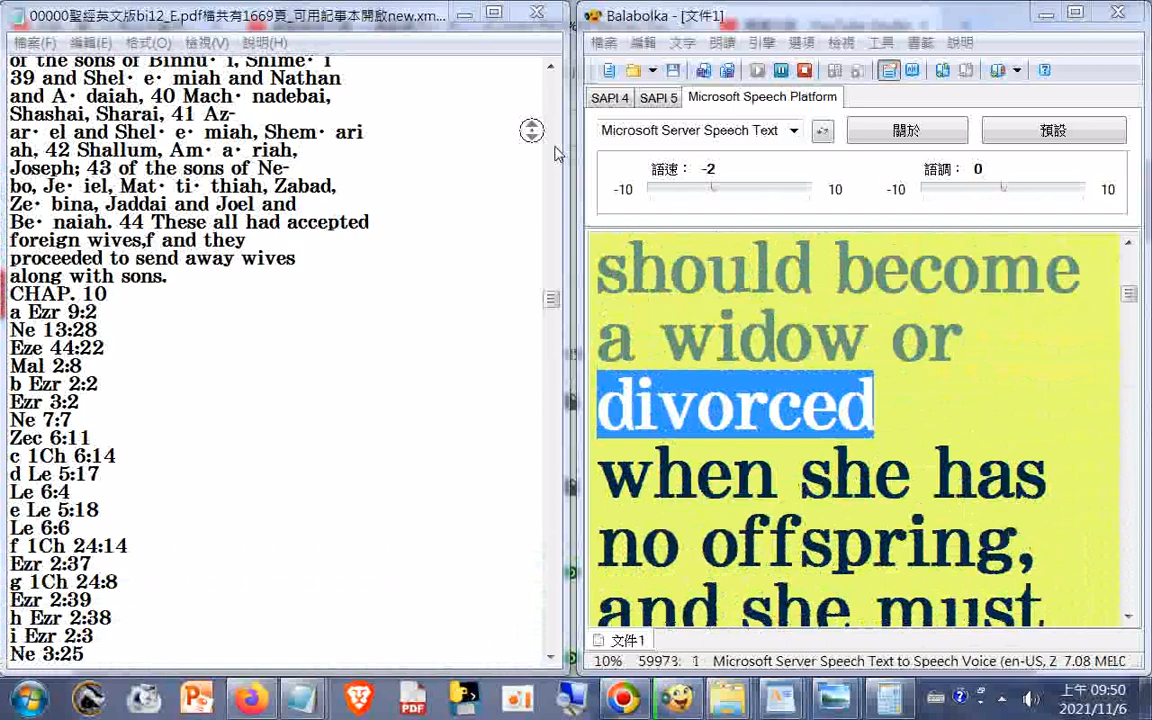 00000聖經英文版bi12_E.pdf檔共有1669頁_可用記事本開啟new.xm...
檔案(F) 編輯(E) 格式(O) 檢視(V) 說明(H)
of the sons of Binnu· i, Shime· i
39 and Shel· e· miah and Nathan
and A· daiah, 40 Mach· nadebai,
Shashai, Sharai, 41 Az-
ar· el and Shel· e· miah, Shem· ari
ah, 42 Shallum, Am· a· riah,
Joseph; 43 of the sons of Ne-
bo, Je· iel, Mat· ti· thiah, Zabad,
Ze· bina, Jaddai and Joel and
Be· naiah. 44 These all had accepted
foreign wives,f and they
proceeded to send away wives
along with sons.
CHAP. 10
a Ezr 9:2
Ne 13:28
Eze 44:22
Mal 2:8
b Ezr 2:2
Ezr 3:2
Ne 7:7
Zec 6:11
c 1Ch 6:14
d Le 5:17
Le 6:4
e Le 5:18
Le 6:6
f 1Ch 24:14
Ezr 2:37
g 1Ch 24:8
Ezr 2:39
h Ezr 2:38
i Ezr 2:3
Ne 3:25
Balabolka - [文件1]
檔案 編輯 文字 朗讀 引擎 選項 檢視 工具 書籤 說明
SAPI 4 SAPI 5 Microsoft Speech Platform
Microsoft Server Speech Text 關於 預設
語速： -2 語調： 0
-10 10 -10 10
should become
a widow or
divorced
when she has
no offspring,
and she must
文件1
10% 59973: 1 Microsoft Server Speech Text to Speech Voice (en-US, Z 7.08 MELC
上午 09:50
2021/11/6